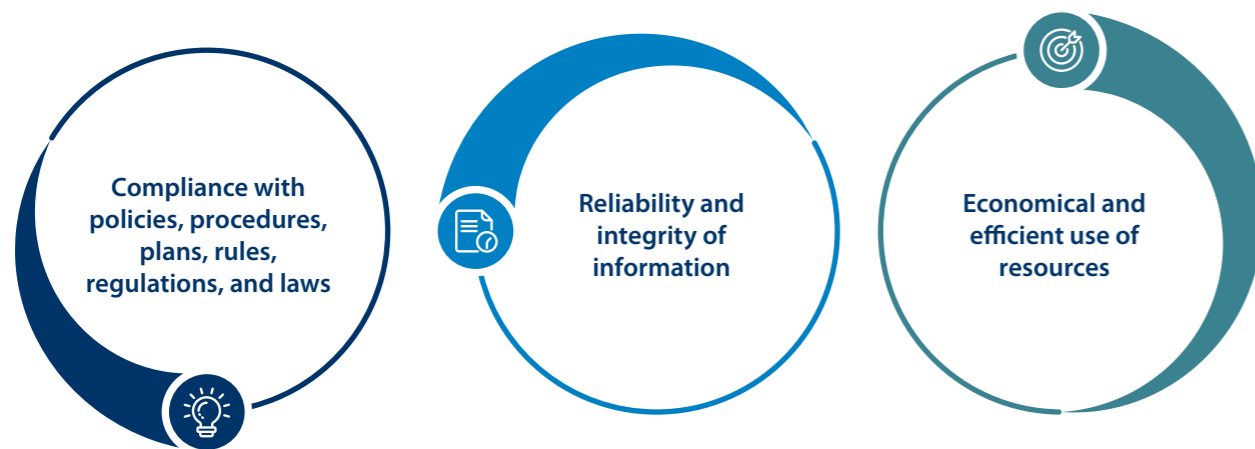 Compliance with
policies, procedures,
plans, rules,
regulations, and laws
Reliability and
integrity of
information
Economical and
efficient use of
resources